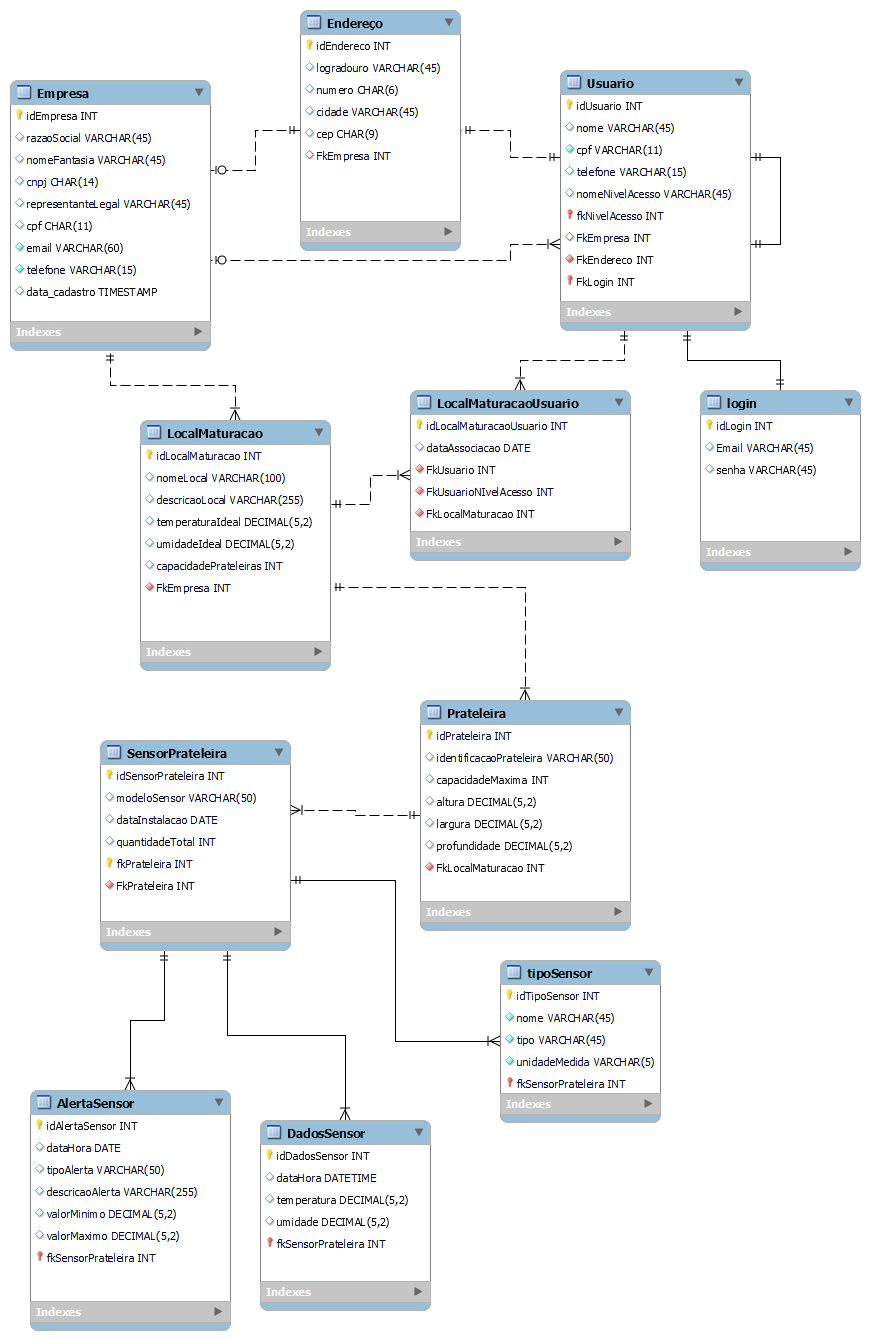 Endereço
idEndereco INT
logradouro VARCHAR(45)
numero CHAR(6)
cidade VARCHAR(45)
cep CHAR(9)
FkEmpresa INT
Indexes
Empresa
idEmpresa INT
razaoSocial VARCHAR(45)
nomeFantasia VARCHAR(45)
cnpj CHAR(14)
representanteLegal VARCHAR(45)
cpf CHAR(11)
email VARCHAR(60)
telefone VARCHAR(15)
data_cadastro TIMESTAMP
Indexes
Usuario
idUsuario INT
nome VARCHAR(45)
cpf VARCHAR(11)
telefone VARCHAR(15)
nomeNivelAcesso VARCHAR(45)
fkNivelAcesso INT
FkEmpresa INT
FkEndereco INT
FkLogin INT
Indexes
LocalMaturacaoUsuario
idLocalMaturacaoUsuario INT
dataAssociacao DATE
FkUsuario INT
FkUsuarioNIvelAcesso INT
FkLocalMaturacao INT
Indexes
login
idLogin INT
Email VARCHAR(45)
senha VARCHAR(45)
Indexes
LocalMaturacao
idLocalMaturacao INT
nomeLocal VARCHAR(100)
descricaoLocal VARCHAR(255)
temperaturaIdeal DECIMAL(5,2)
umidadeIdeal DECIMAL(5,2)
capacidadePrateleiras INT
FkEmpresa INT
Indexes
Prateleira
idPrateleira INT
identificacaoPrateleira VARCHAR(50)
capacidadeMaxima INT
altura DECIMAL(5,2)
largura DECIMAL(5,2)
profundidade DECIMAL(5,2)
FkLocalMaturacao INT
Indexes
SensorPrateleira
idSensorPrateleira INT
modeloSensor VARCHAR(50)
dataInstalacao DATE
quantidadeTotal INT
fkPrateleira INT
FkPrateleira INT
Indexes
tipoSensor
idTipoSensor INT
nome VARCHAR(45)
tipo VARCHAR(45)
unidadeMedida VARCHAR(5)
fkSensorPrateleira INT
Indexes
AlertaSensor
idAlertaSensor INT
dataHora DATE
tipoAlerta VARCHAR(50)
descricaoAlerta VARCHAR(255)
valorMinimo DECIMAL(5,2)
valorMaximo DECIMAL(5,2)
fkSensorPrateleira INT
Indexes
DadosSensor
idDadosSensor INT
dataHora DATETIME
temperatura DECIMAL(5,2)
umidade DECIMAL(5,2)
fkSensorPrateleira INT
Indexes